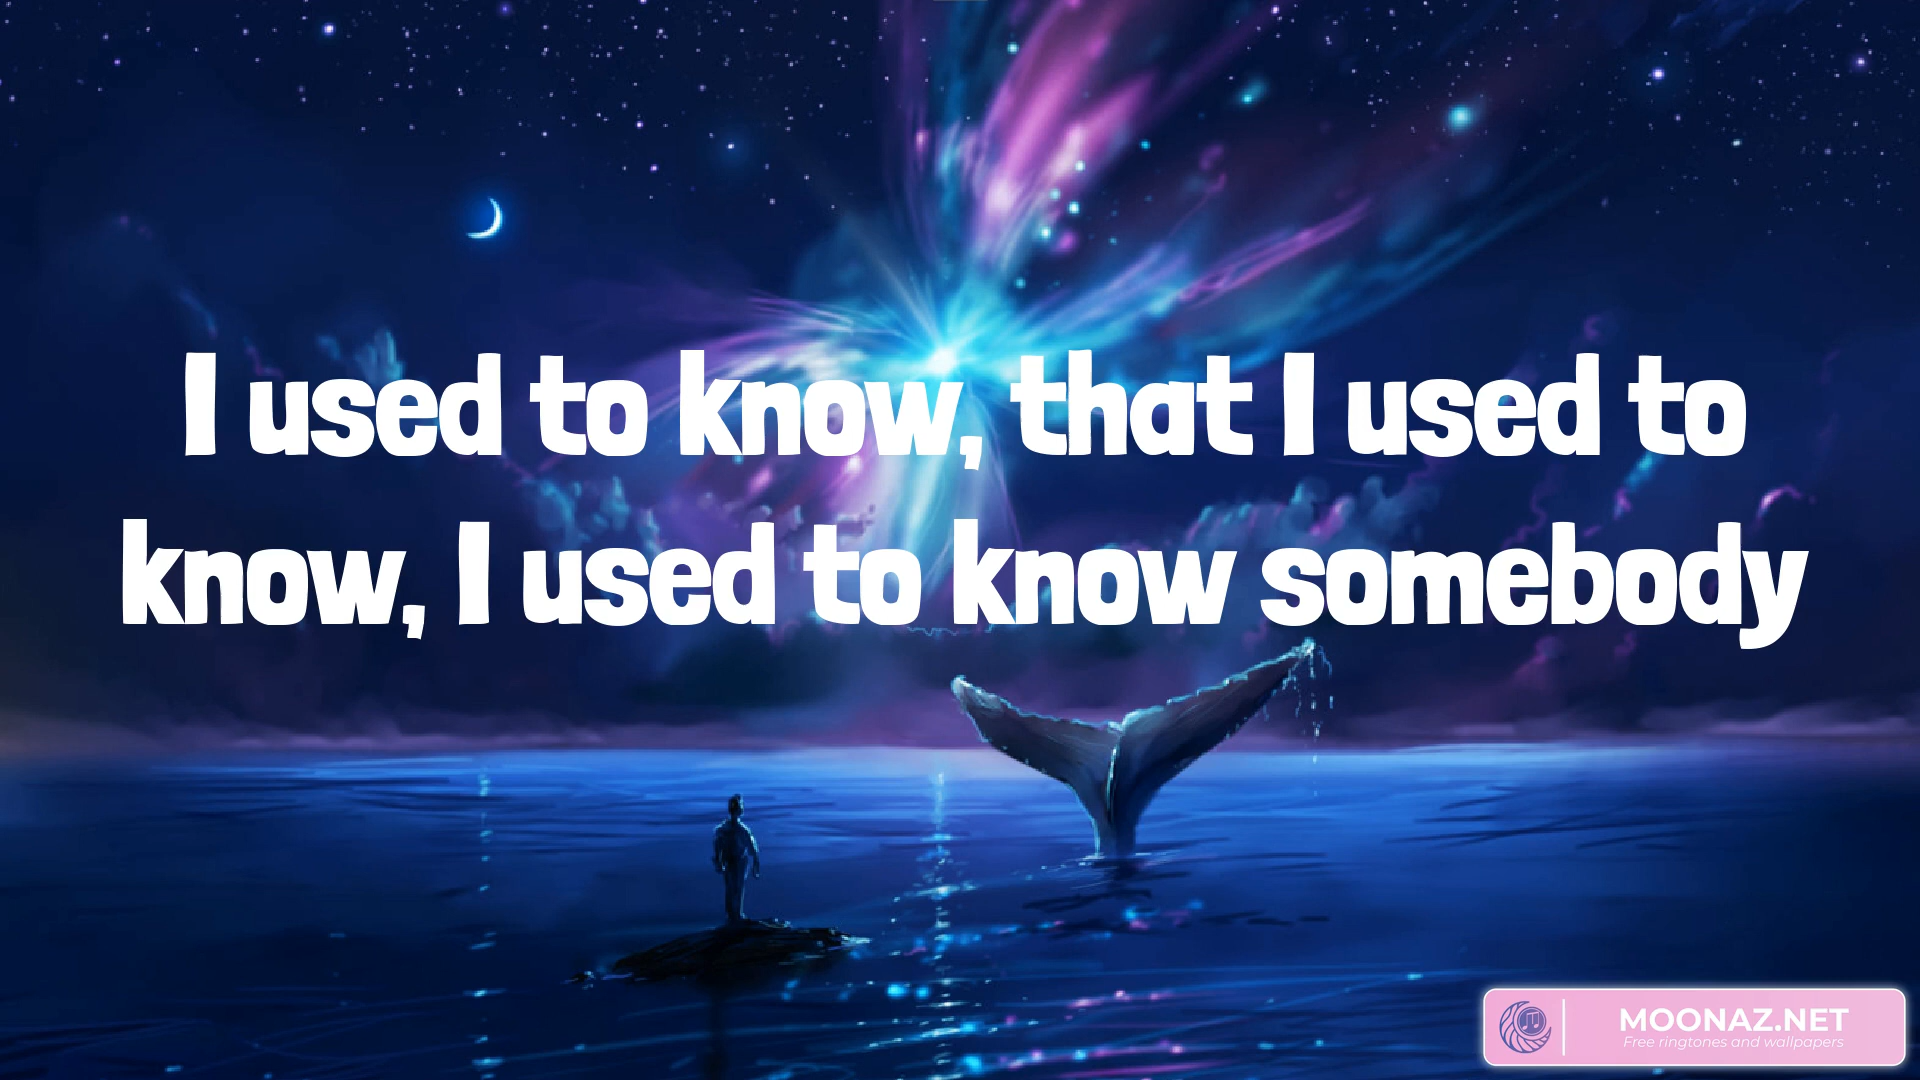 I used to know, that I used to
know, I used to know somebody
MOONAZ.NET
Free ringtones and wallpapers